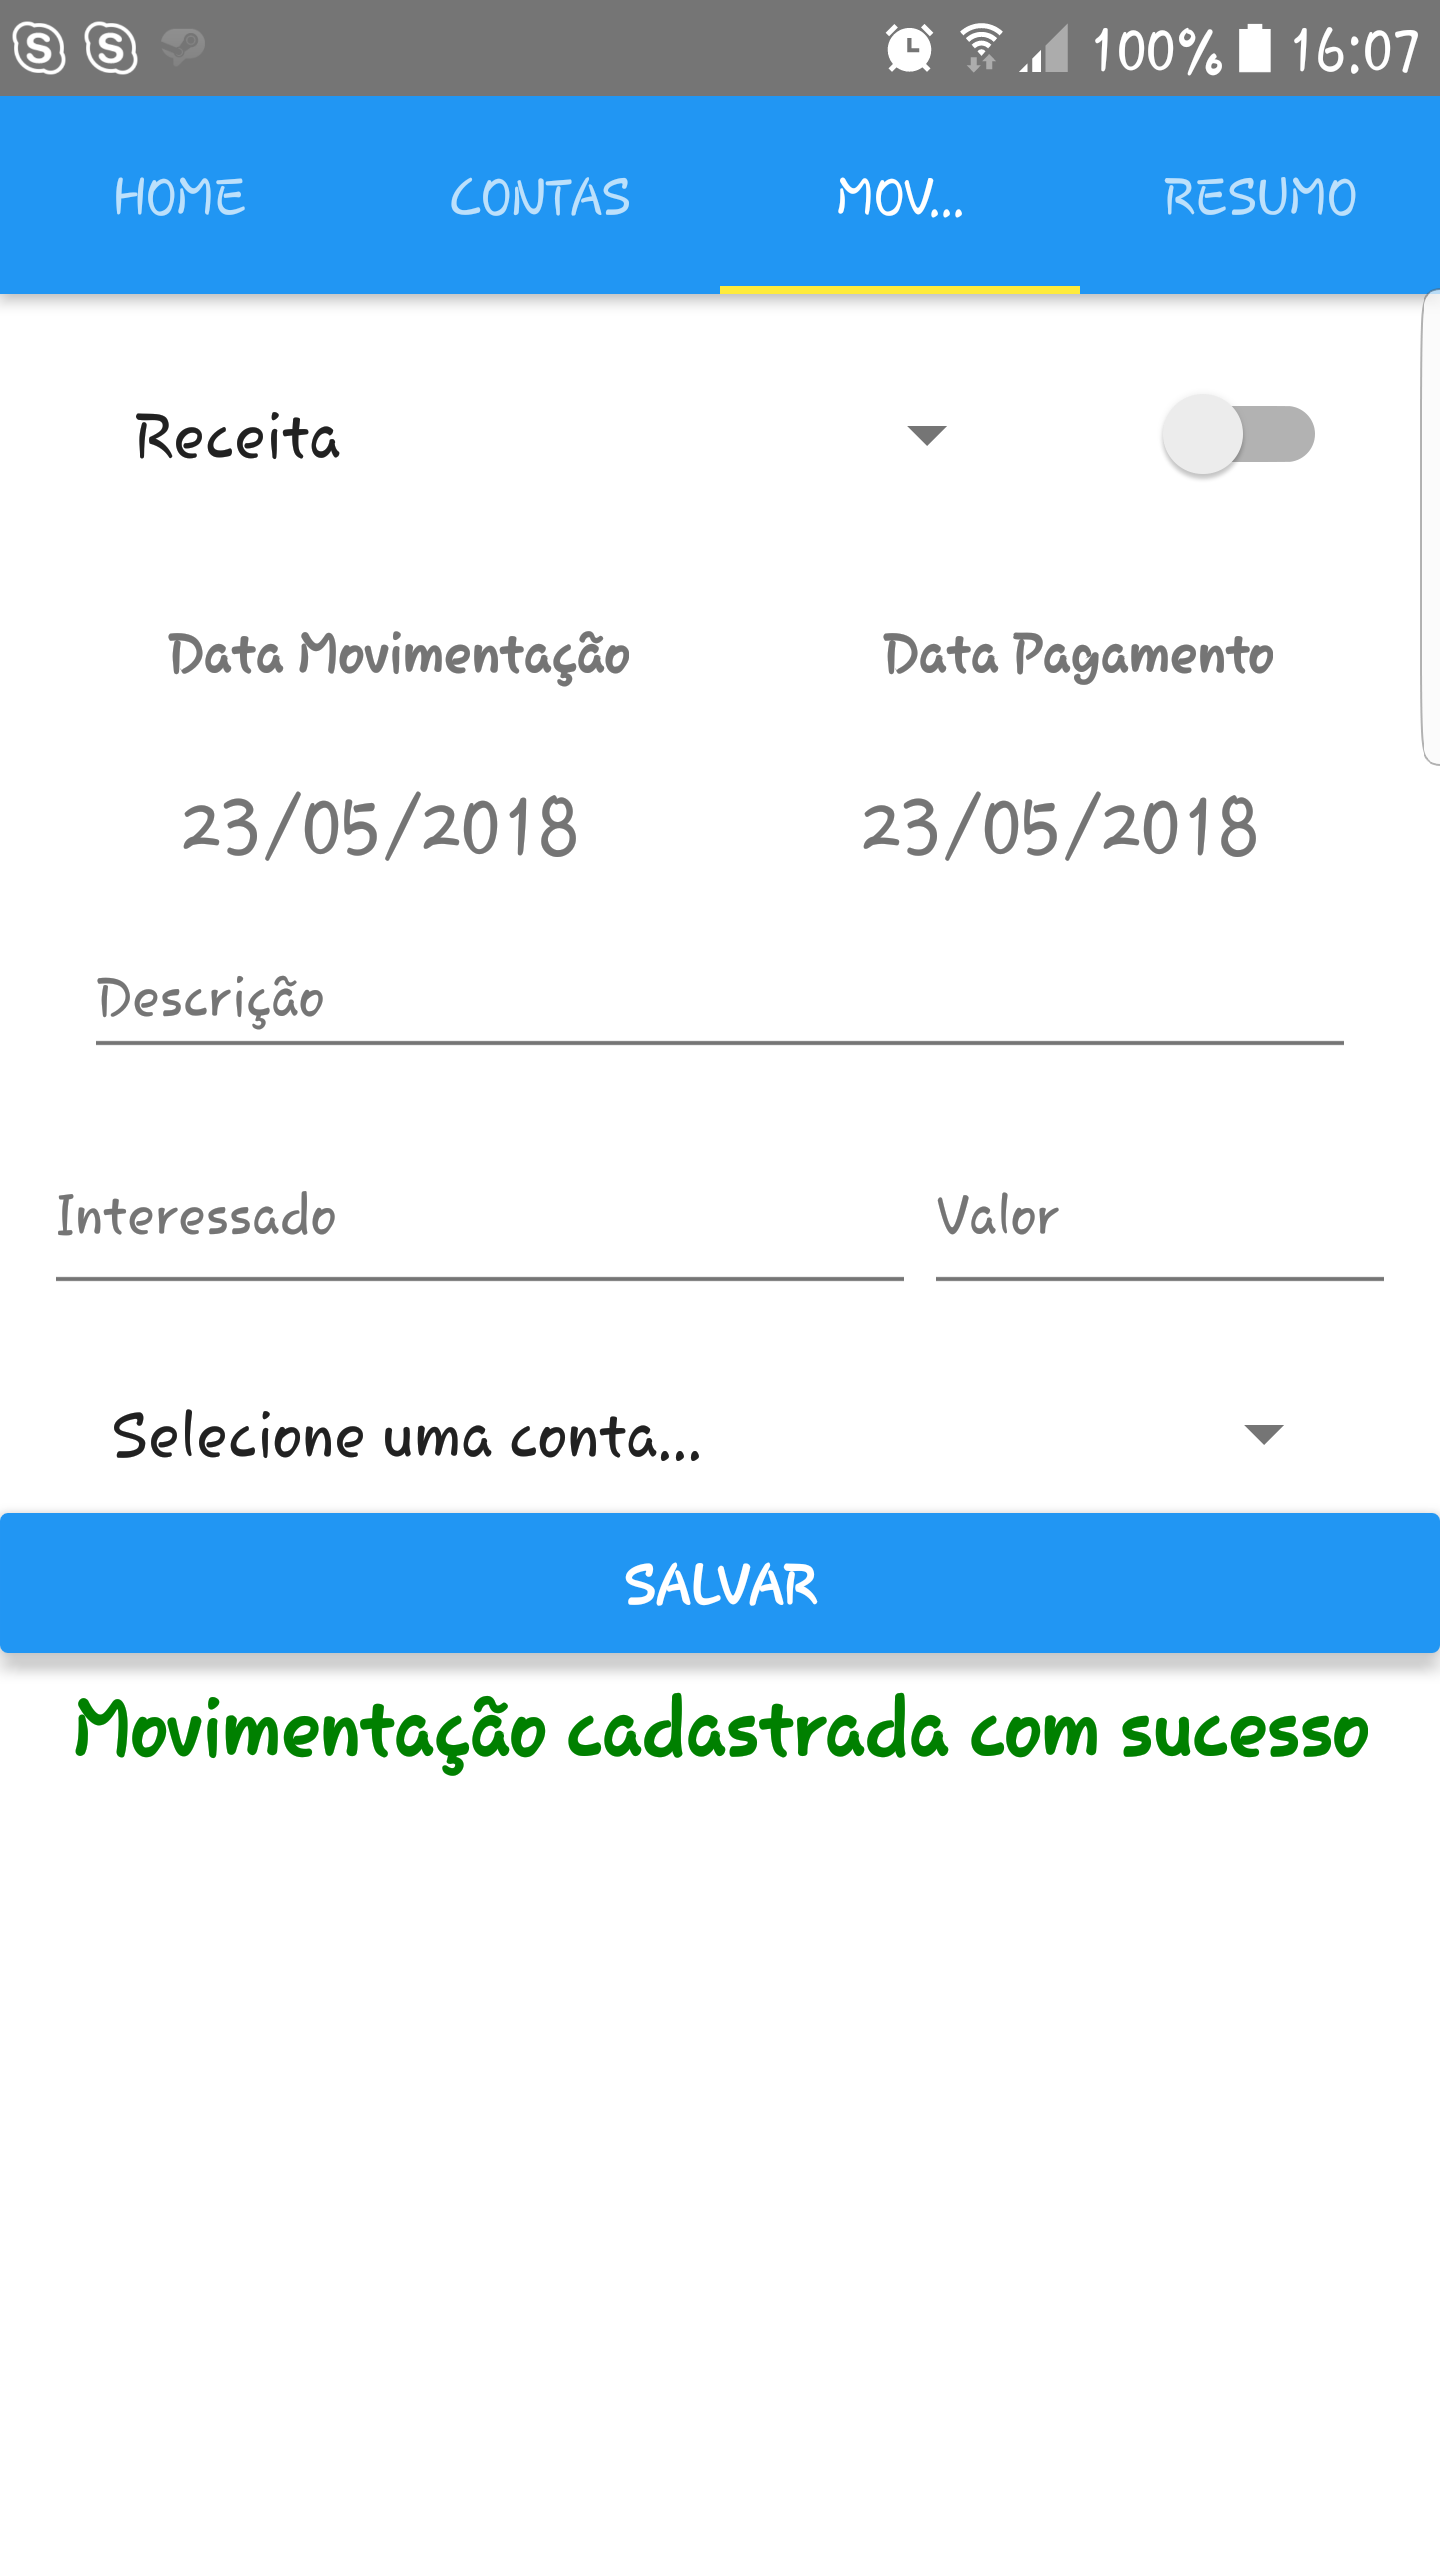 100% 16:07
HOME CONTAS MOV... RESUMO
Receita
Data Movimentação Data Pagamento
23/05/2018 23/05/2018
Descrição
Interessado Valor
Selecione uma conta...
SALVAR
Movimentação cadastrada com sucesso